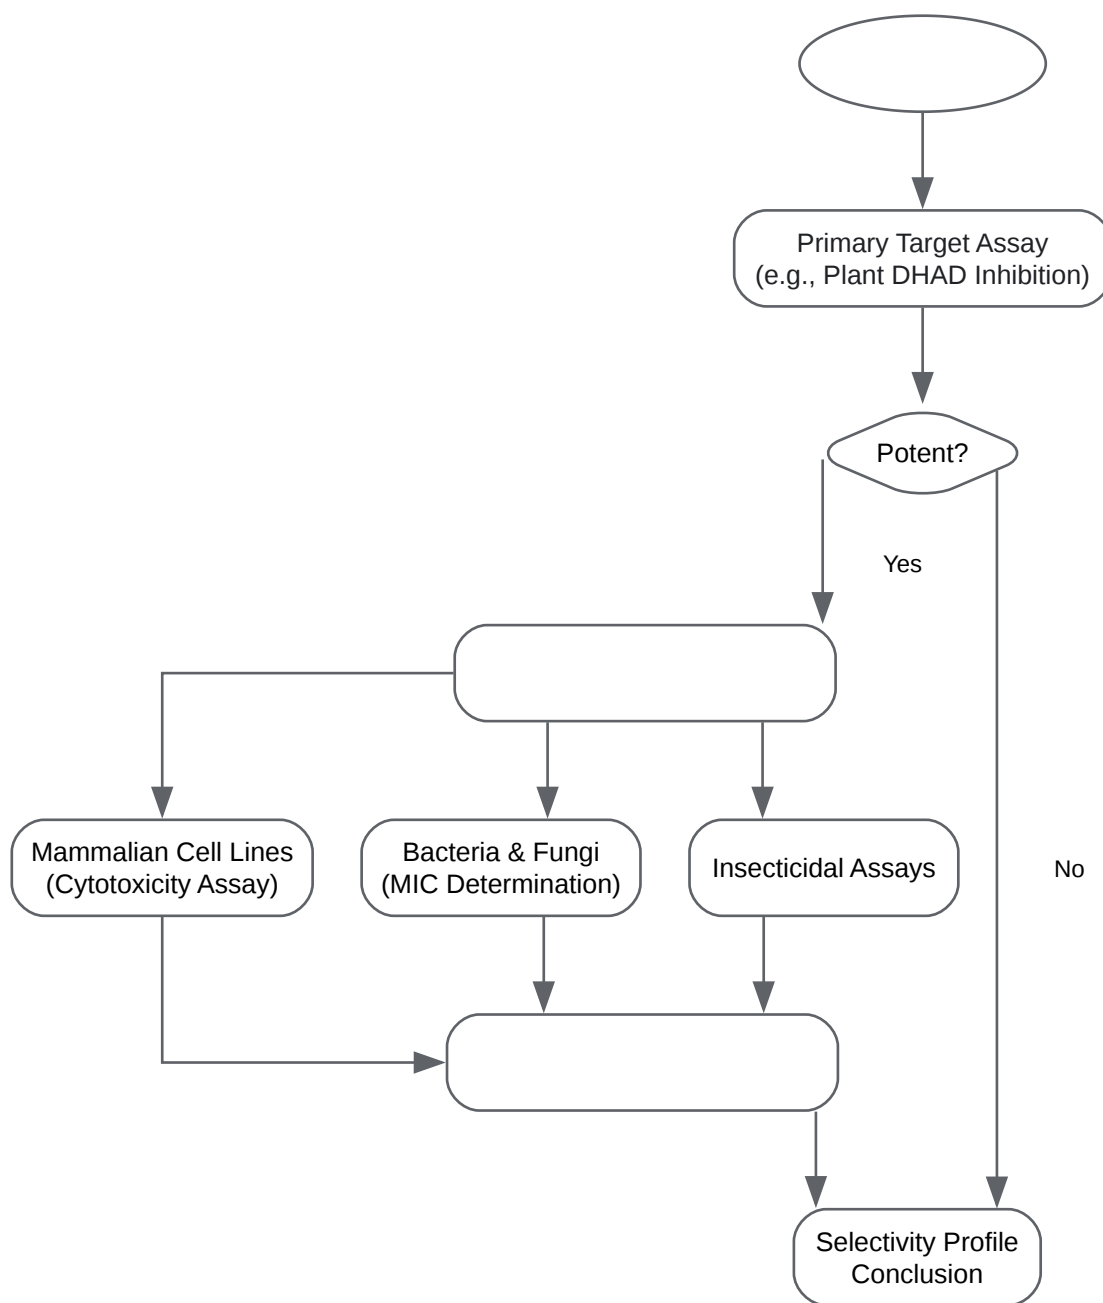 Primary Target Assay
(e.g., Plant DHAD Inhibition)
Potent?
Yes
Mammalian Cell Lines
(Cytotoxicity Assay)
Bacteria & Fungi
(MIC Determination)
Insecticidal Assays
No
Selectivity Profile
Conclusion